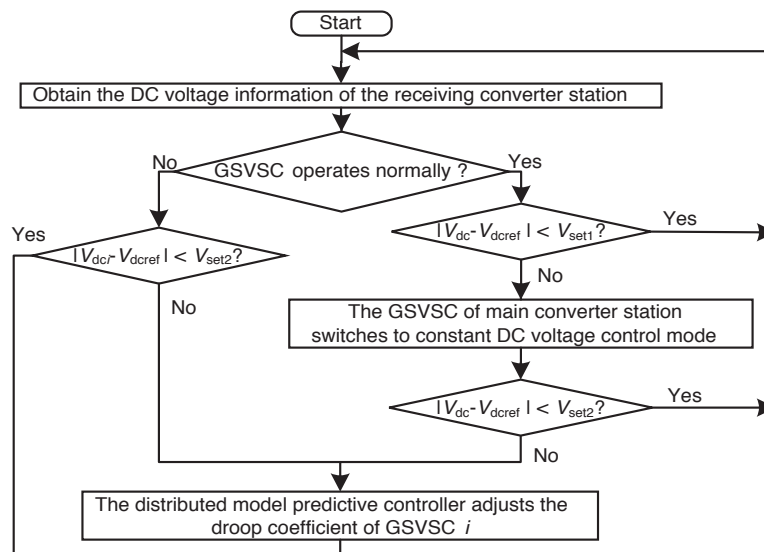 Start
Obtain the DC voltage information of the receiving converter station
GSVSC operates normally ?
No
Yes
|Vdc-Vdcref | < Vset1?
Yes
Yes
|Vdci-Vdcref | < Vset2?
No
No
The GSVSC of main converter station
switches to constant DC voltage control mode
|Vdc-Vdcref | < Vset2?
Yes
No
The distributed model predictive controller adjusts the
droop coefficient of GSVSC i